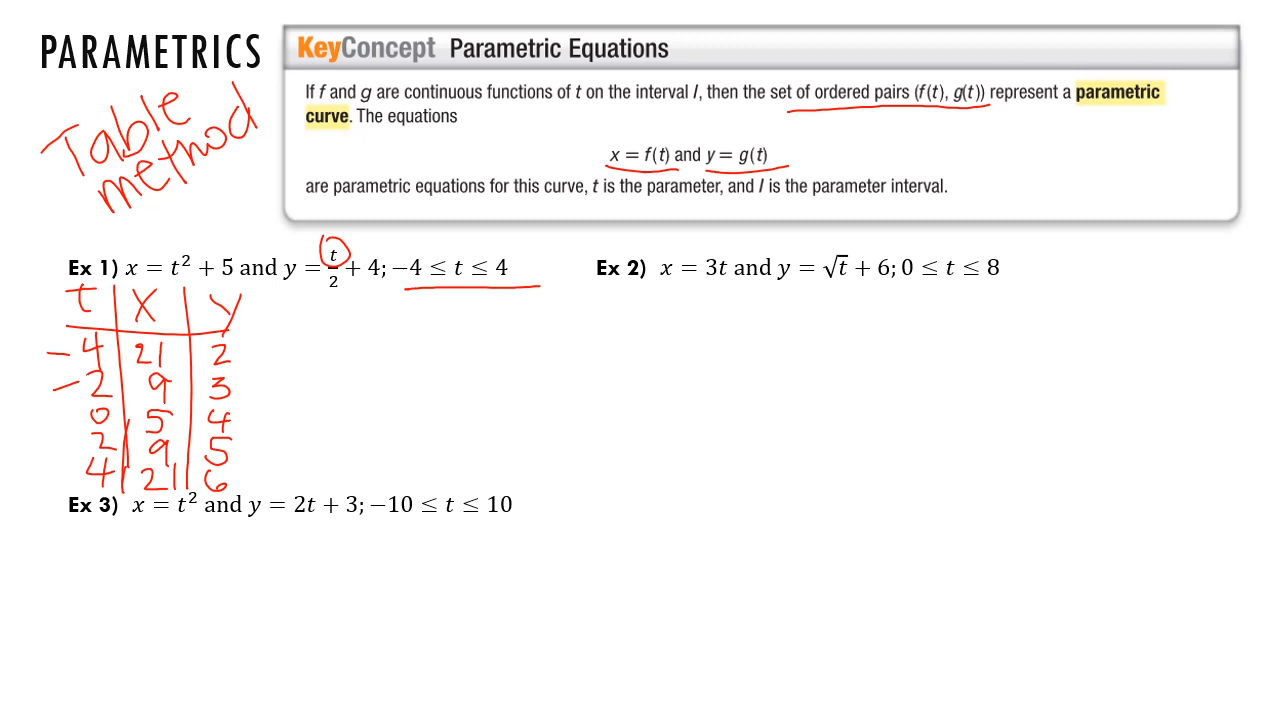 PARAMETRICS
Table
method
KeyConcept Parametric Equations
If f and g are continuous functions of t on the interval I, then the set of ordered pairs (f(t), g(t)) represent a parametric
curve. The equations
x = f(t) and y = g(t)
are parametric equations for this curve, t is the parameter, and I is the parameter interval.
Ex 1) x = t² + 5 and y = t/2 + 4; −4 ≤ t ≤ 4
t X Y
-4 21 2
-2 9 3
0 5 4
2 9 5
4 21 6
Ex 2) x = 3t and y = √t + 6; 0 ≤ t ≤ 8
Ex 3) x = t² and y = 2t + 3; −10 ≤ t ≤ 10